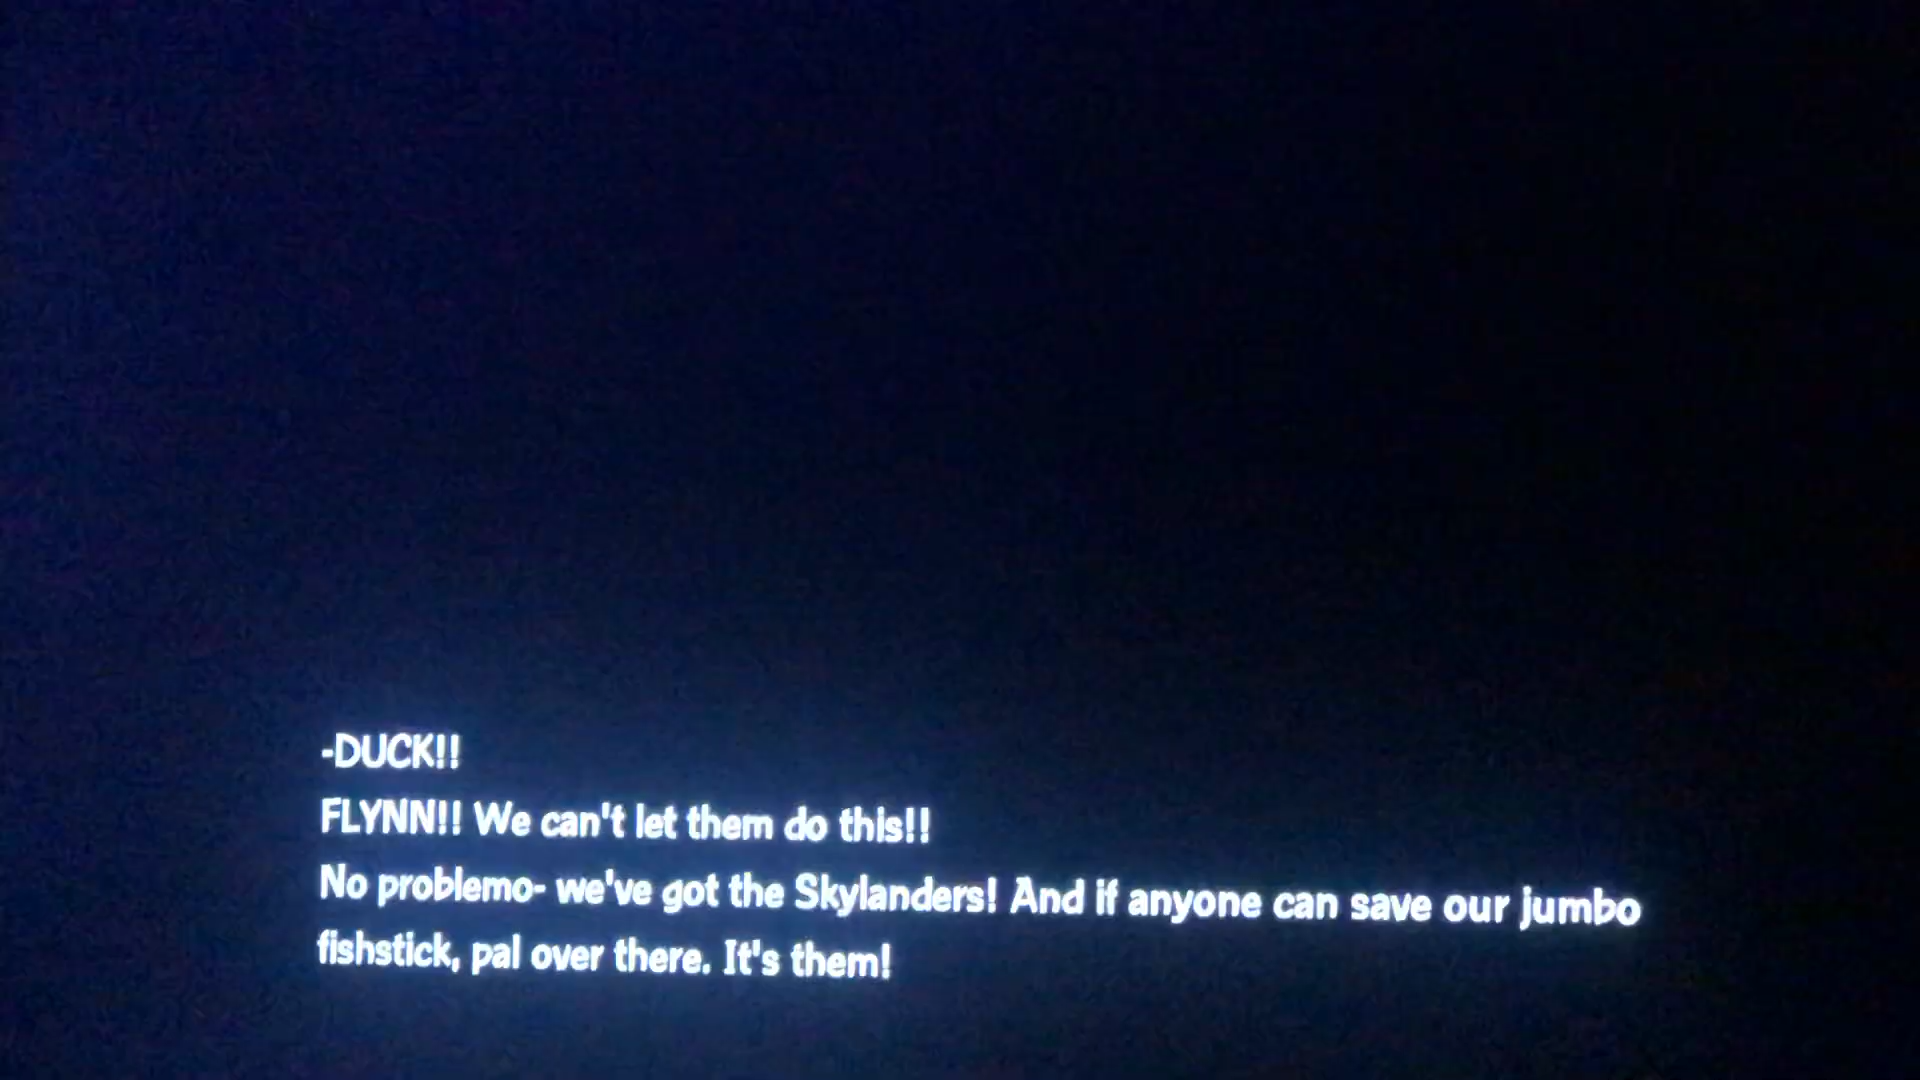 -DUCK!!
FLYNN!! We can't let them do this!!
No problemo- we've got the Skylanders! And if anyone can save our jumbo
fishstick, pal over there. It's them!